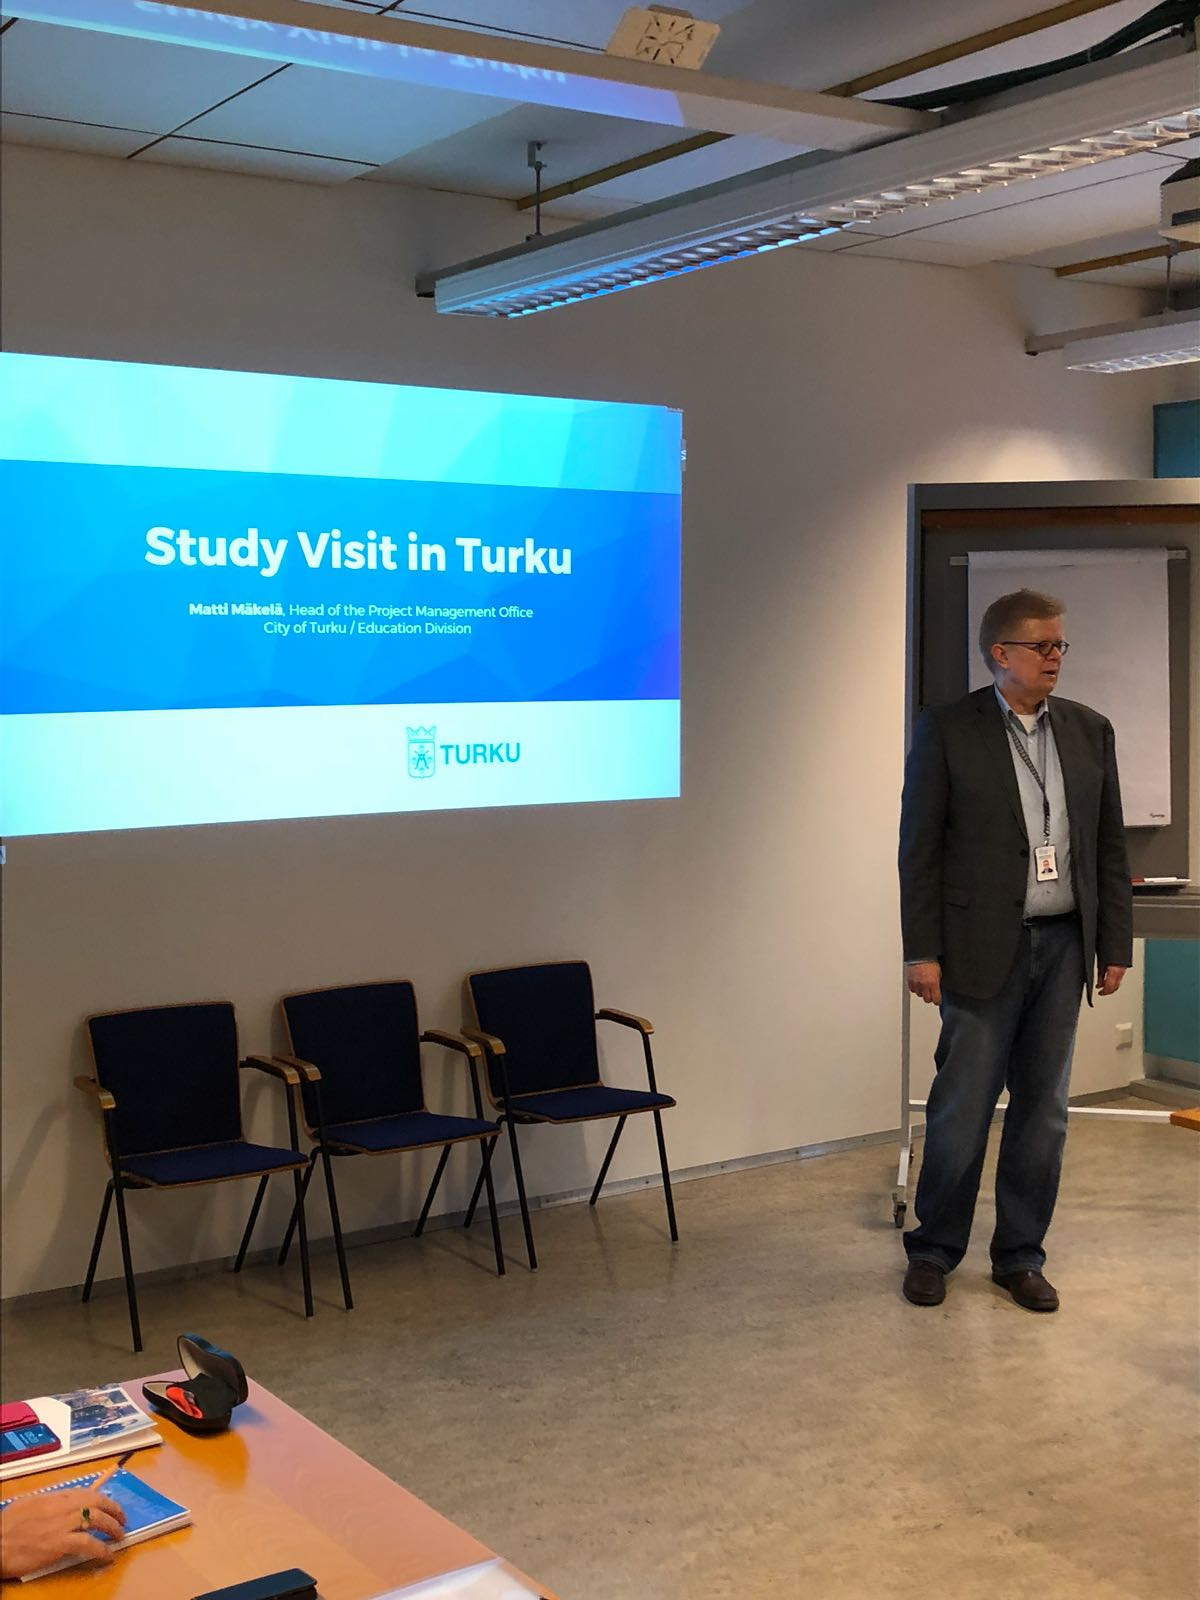 Study Visit in Turku
Matti Mäkelä, Head of the Project Management Office
City of Turku / Education Division
TURKU